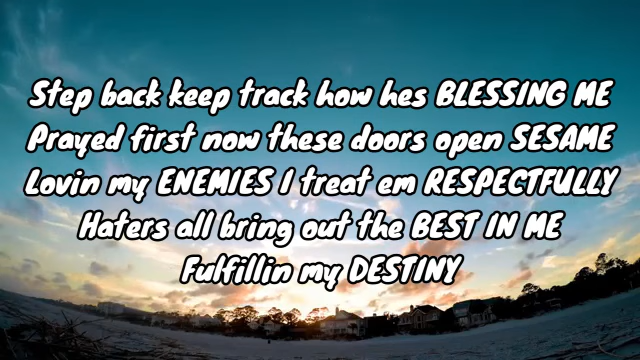 Step back keep track how hes BLESSING ME
Prayed first now these doors open SESAME
Lovin my ENEMIES I treat em RESPECTFULLY
Haters all bring out the BEST IN ME
Fulfillin my DESTINY